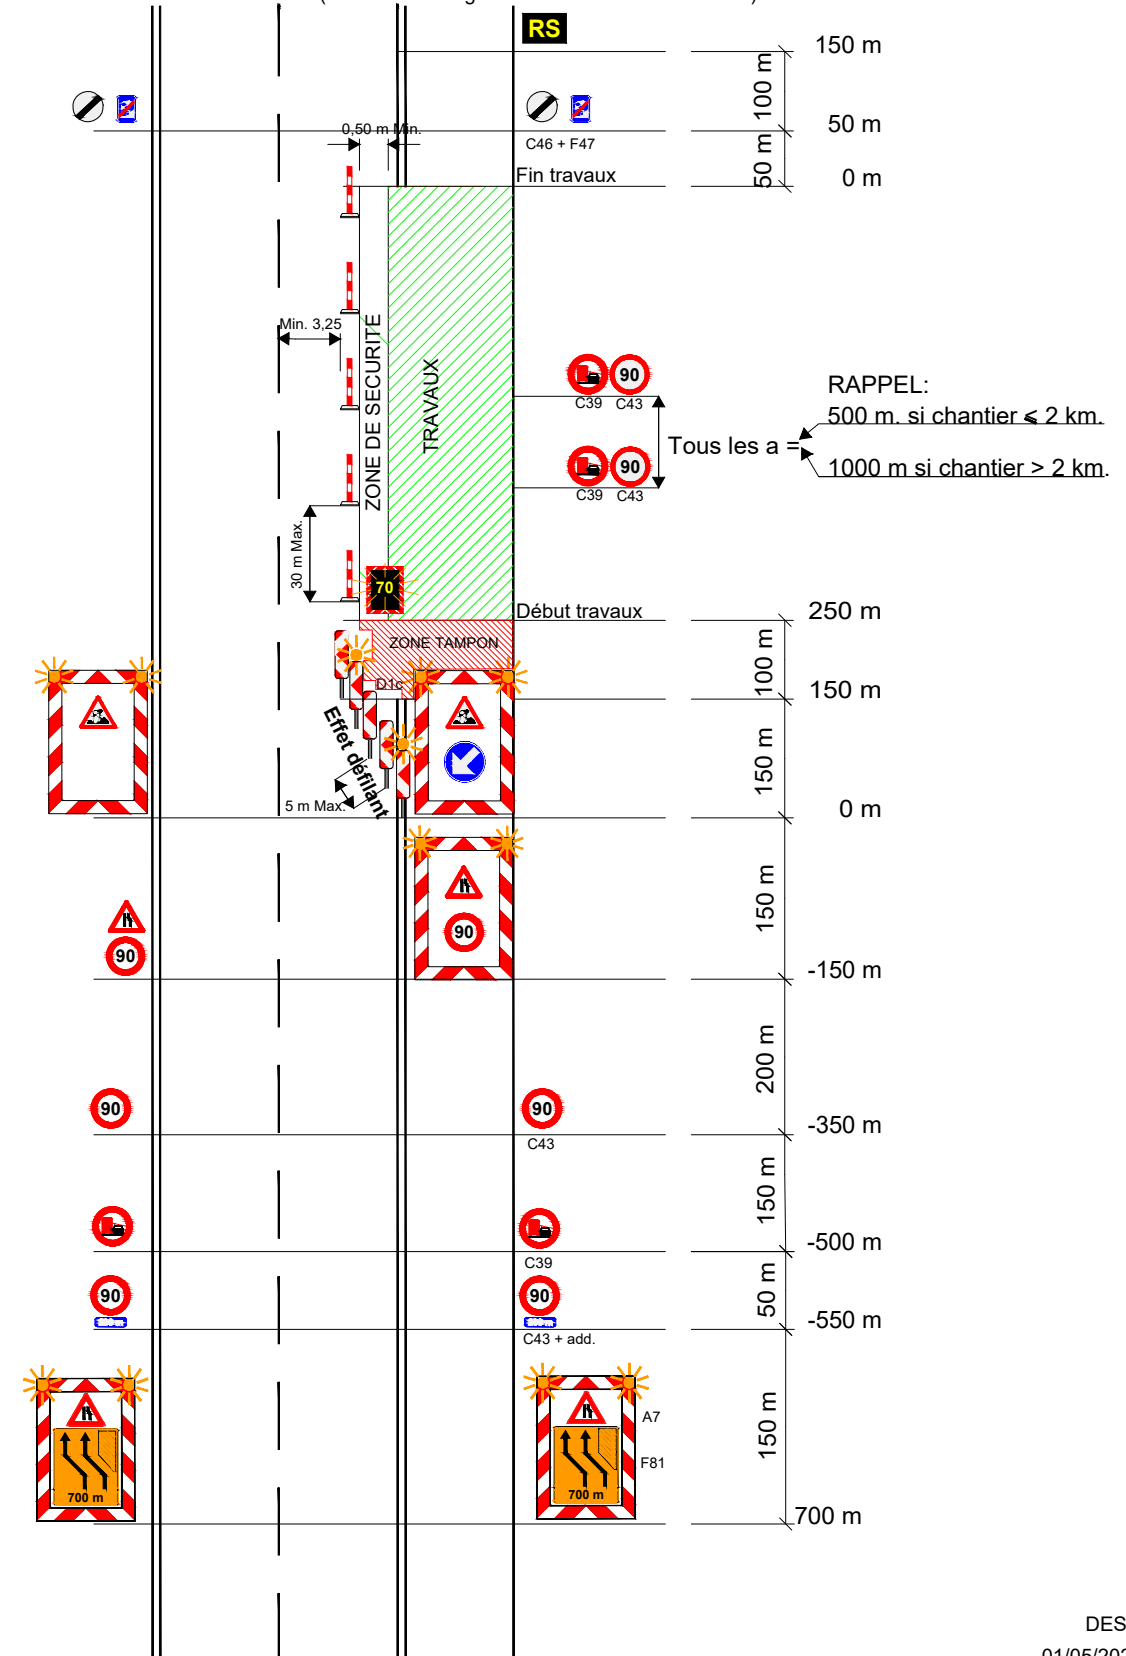 RS
150 m
100 m
50 m
0,50 m Min.
C46 + F47
50 m
Fin travaux
0 m
Min. 3,25
ZONE DE SECURITE
TRAVAUX
90
C39 C43
RAPPEL:
500 m. si chantier ⩽ 2 km.
Tous les a =
1000 m si chantier > 2 km.
90
C39 C43
30 m Max.
70
Début travaux
250 m
ZONE TAMPON
100 m
D1c
150 m
Effet défilant
150 m
5 m Max.
0 m
150 m
90
90
-150 m
200 m
90
90
-350 m
C43
150 m
-500 m
C39
50 m
90
90
-550 m
C43 + add.
A7
150 m
F81
700 m
700 m
700 m
DES